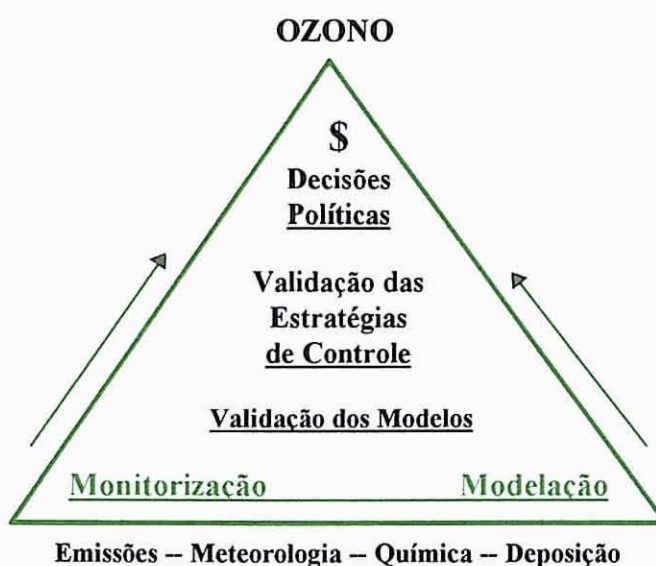 OZONO
$
Decisões
Políticas
Validação das
Estratégias
de Controle
Validação dos Modelos
Monitorização Modelação
Emissões -- Meteorologia -- Química -- Deposição